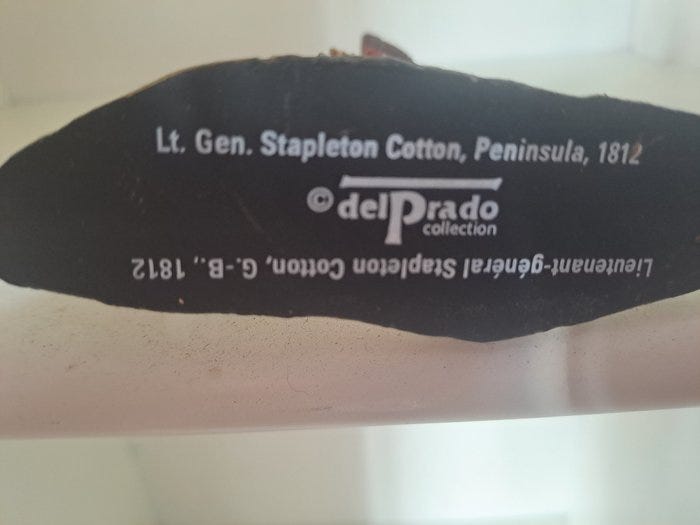 Lt. Gen. Stapleton Cotton, Peninsula, 1812
© delPrado
collection
Lieutenant-général Stapleton Cotton, G.-B., 1812